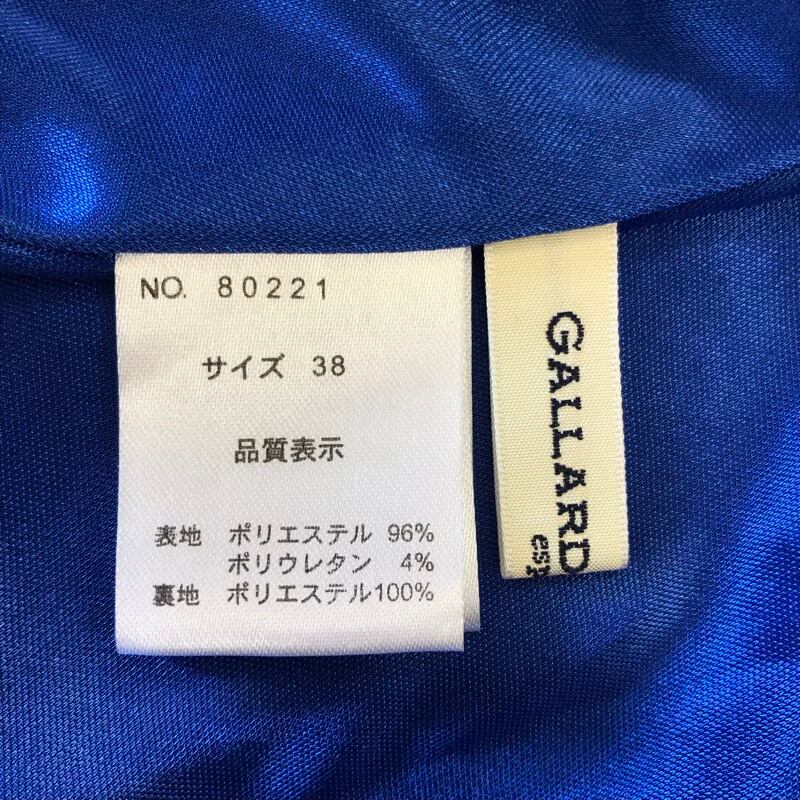 NO. 80221
サイズ 38
品質表示
表地 ポリエステル 96%
ポリウレタン 4%
裏地 ポリエステル100%
GALLARD
esp